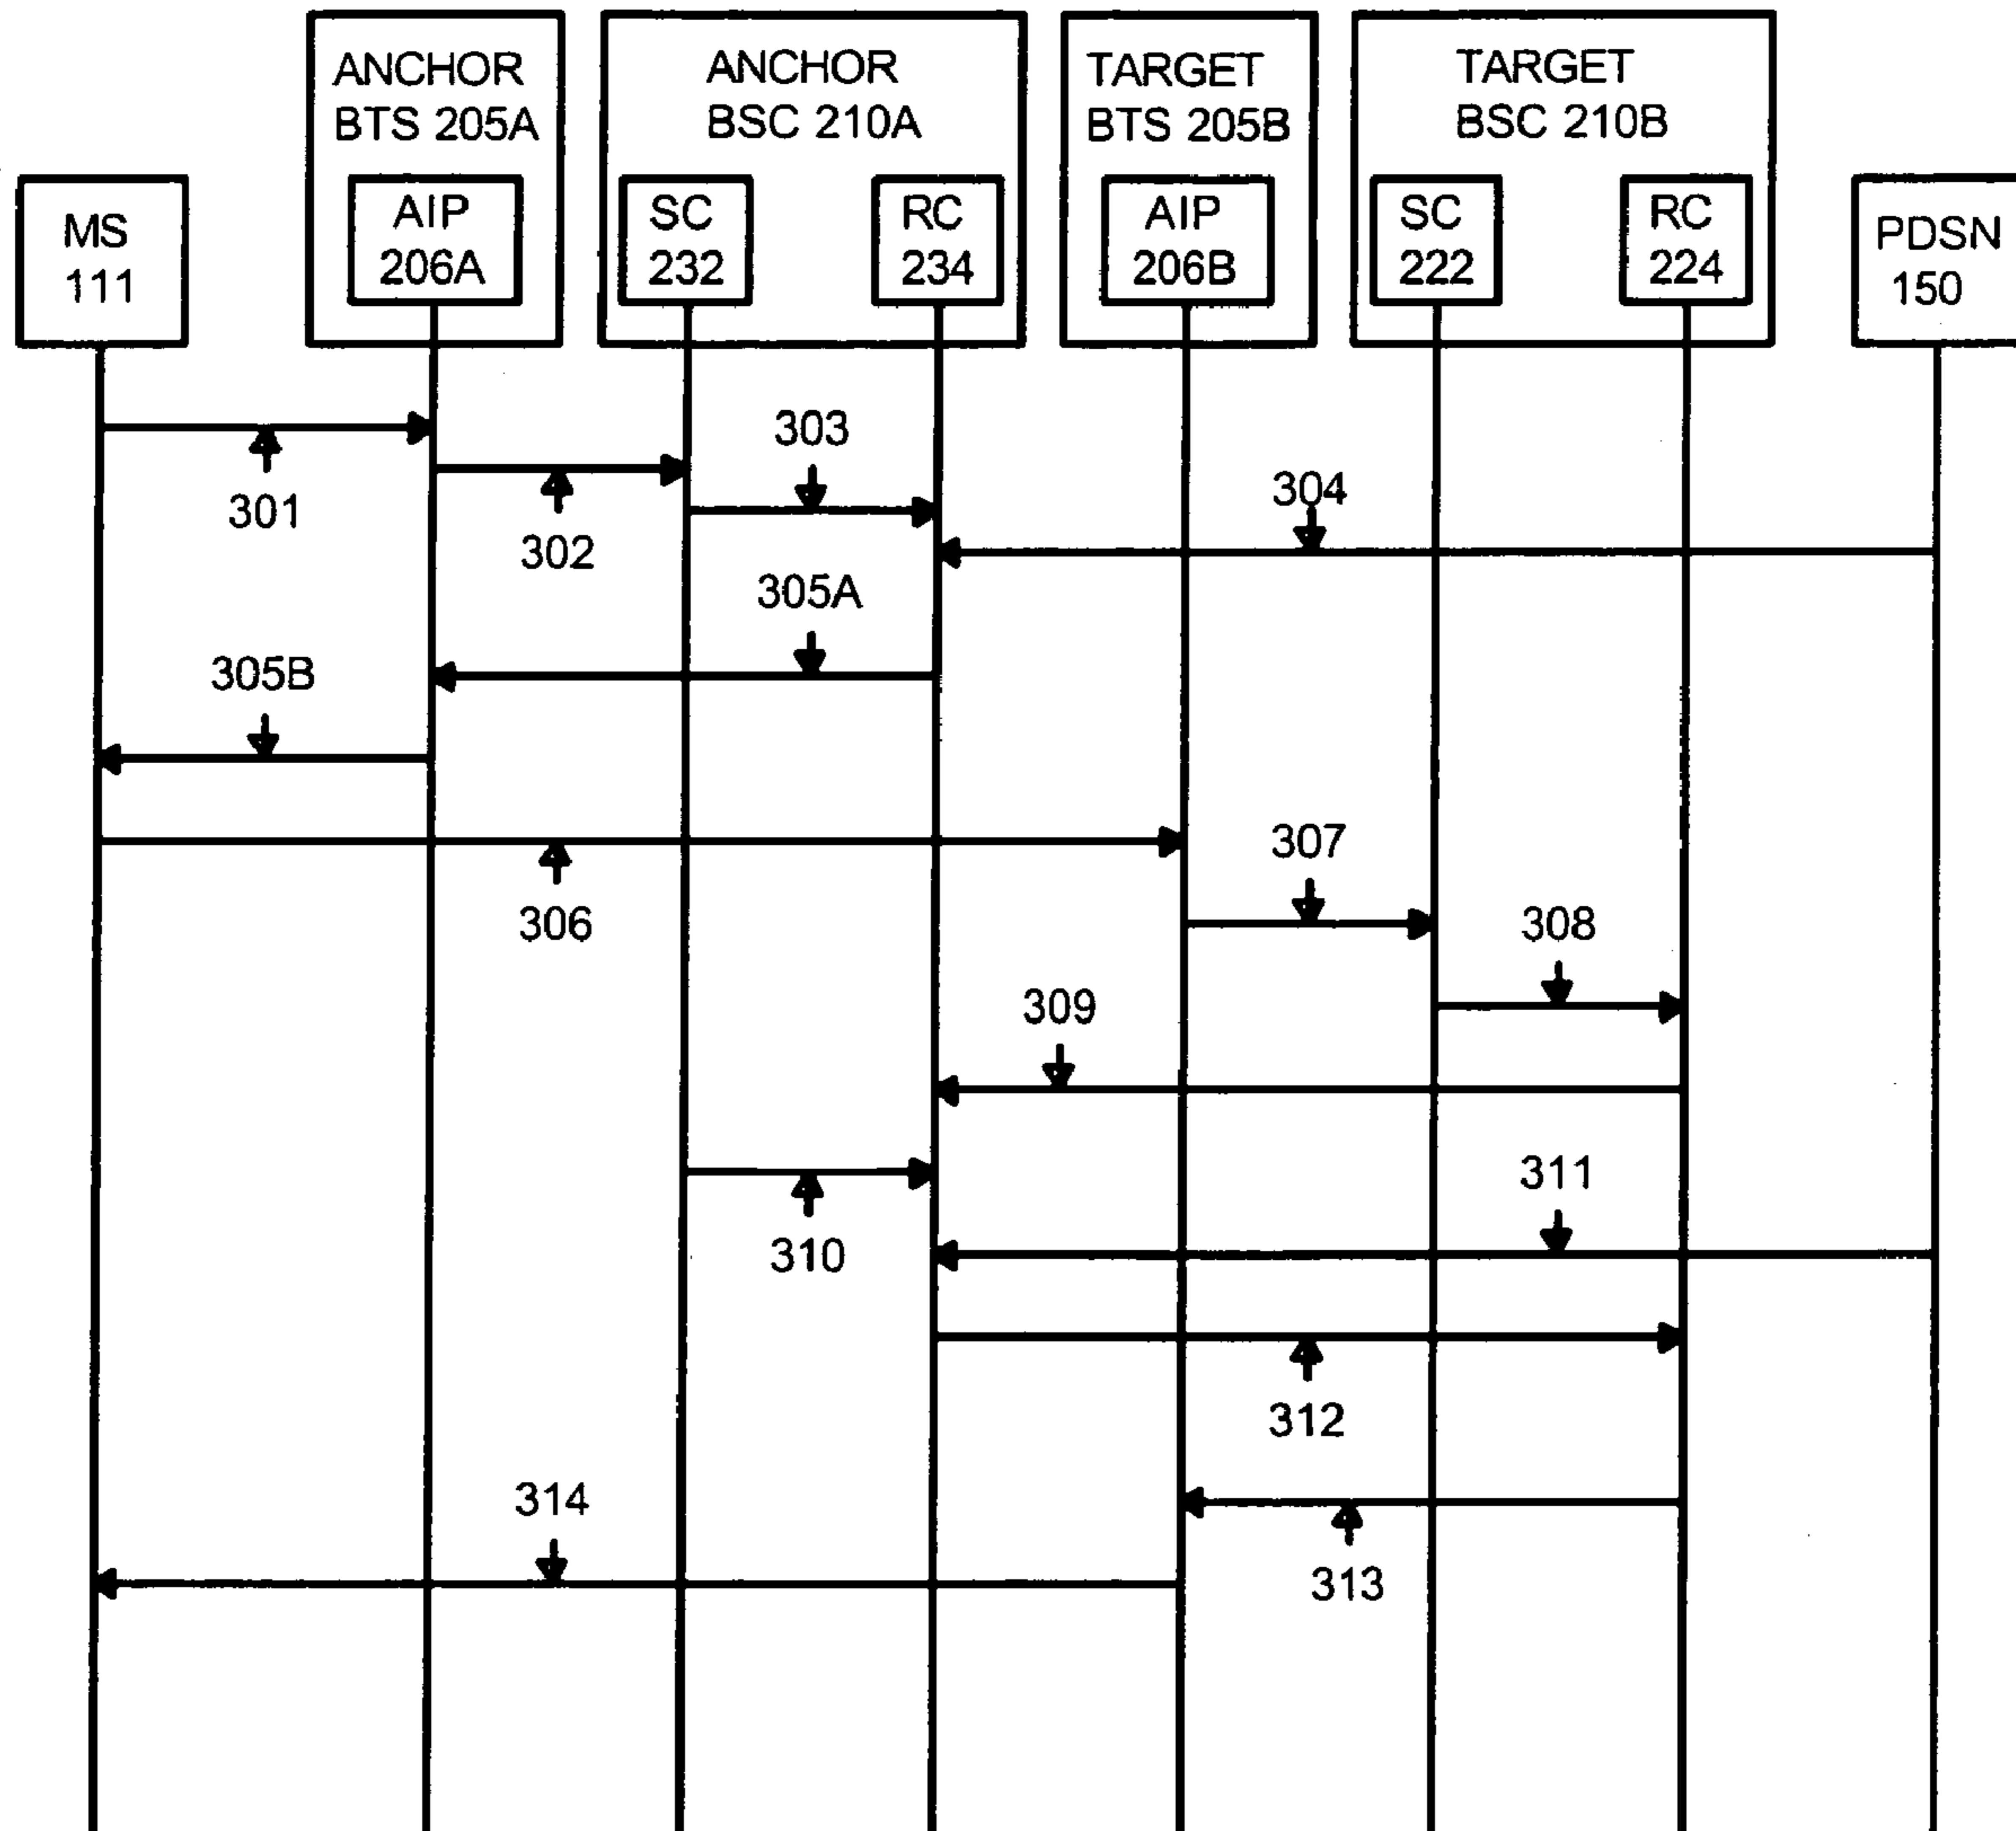 ANCHOR
BTS 205A
ANCHOR
BSC 210A
TARGET
BTS 205B
TARGET
BSC 210B
MS
111
AIP
206A
SC
232
RC
234
AIP
206B
SC
222
RC
224
PDSN
150
301
302
303
304
305A
305B
306
307
308
309
310
311
312
313
314